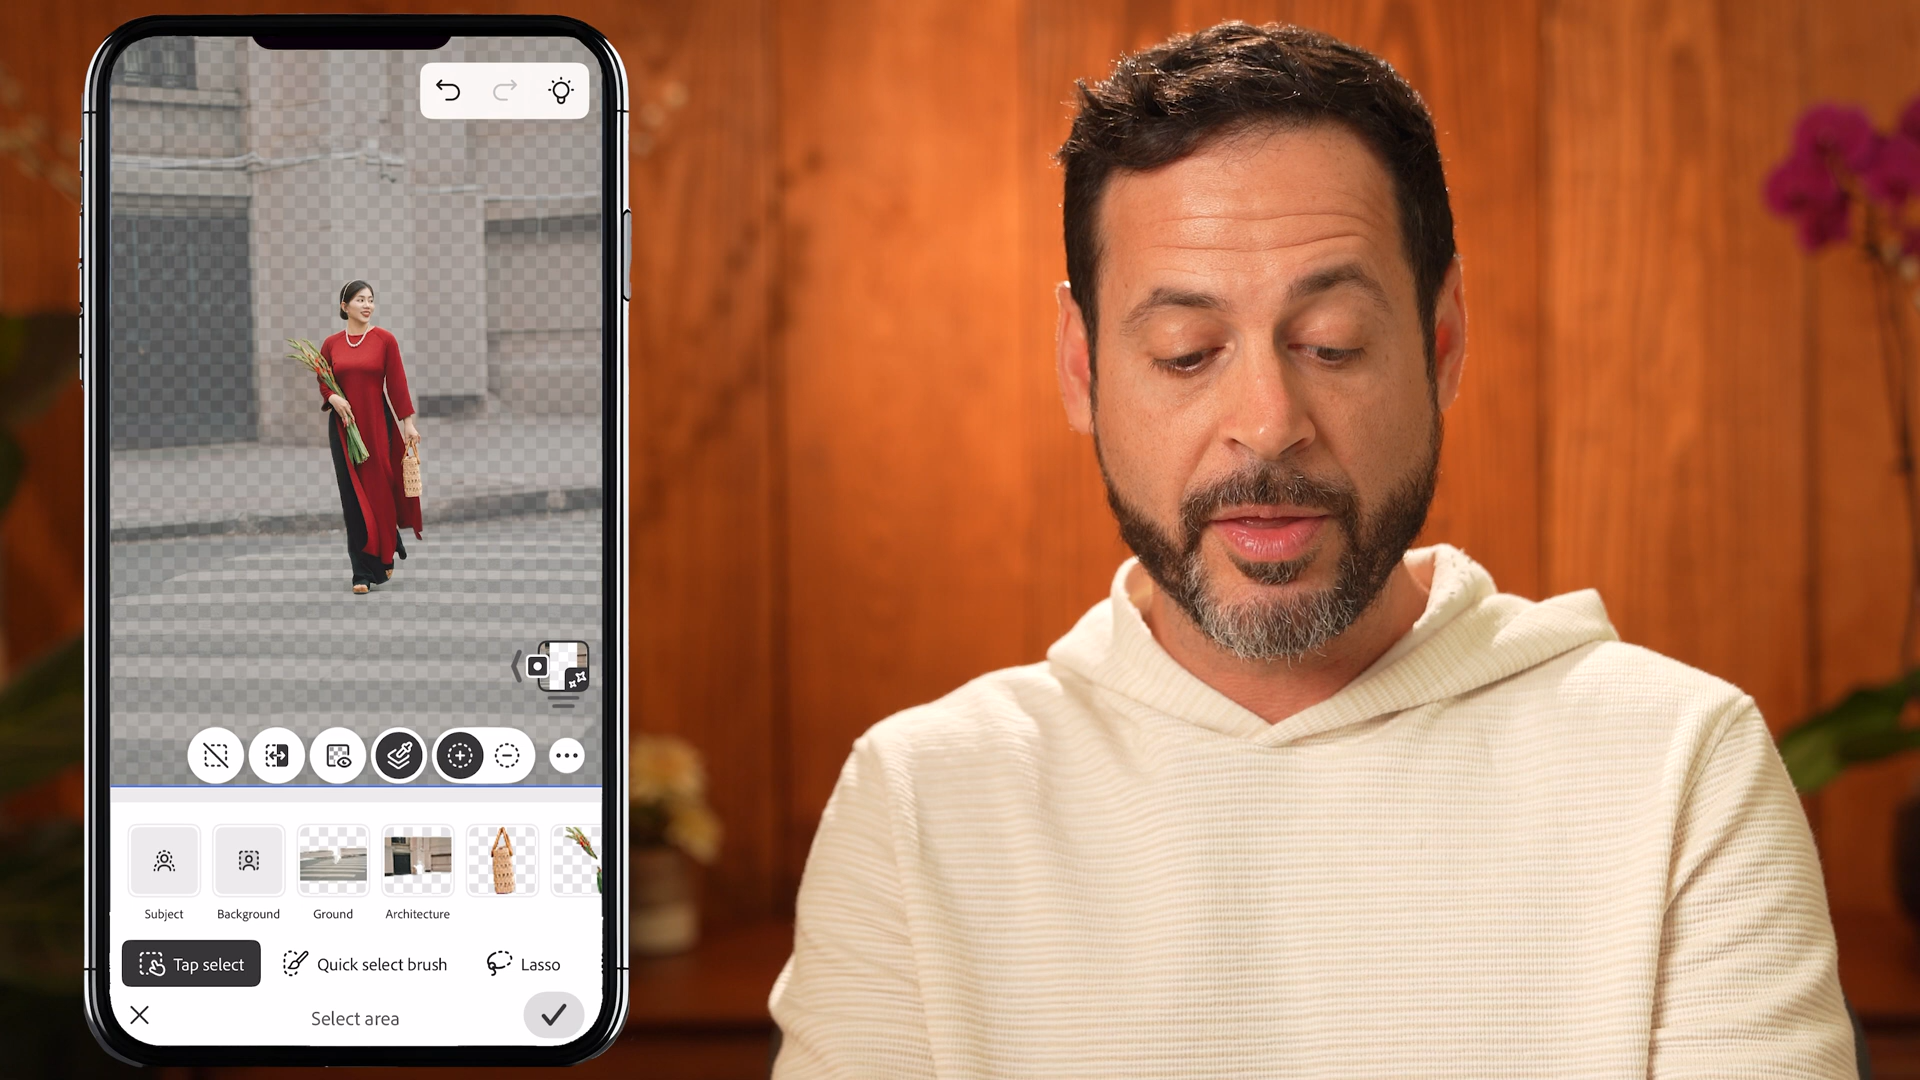 Subject
Background
Ground
Architecture
Tap select
Quick select brush
Lasso
Select area